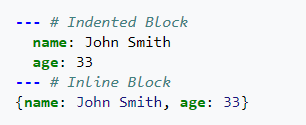 --- # Indented Block
  name: John Smith
  age: 33
--- # Inline Block
{name: John Smith, age: 33}